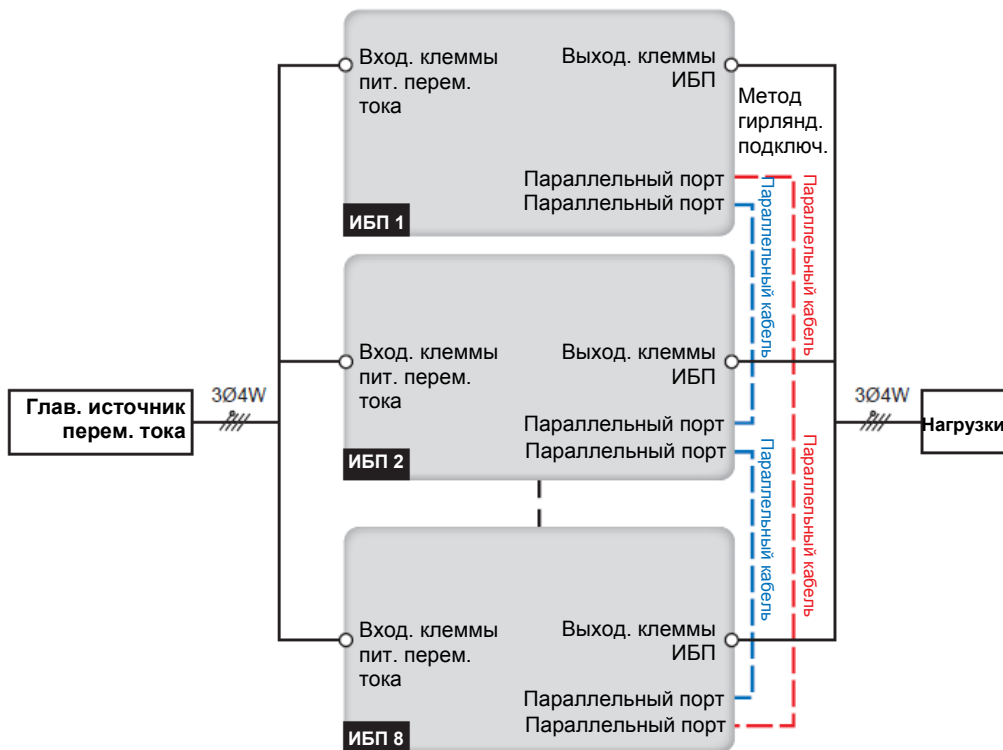 Вход. клеммы
пит. перем.
тока
Выход. клеммы
ИБП
Метод
гирлянд.
подключ.
Параллельный порт
Параллельный порт
ИБП 1
Параллельный кабель
Параллельный кабель
Вход. клеммы
пит. перем.
тока
Выход. клеммы
ИБП
Параллельный порт
Параллельный порт
ИБП 2
Глав. источник
перем. тока
3Ø4W
3Ø4W
Нагрузки
Параллельный кабель
Параллельный кабель
Вход. клеммы
пит. перем.
тока
Выход. клеммы
ИБП
Параллельный порт
Параллельный порт
ИБП 8